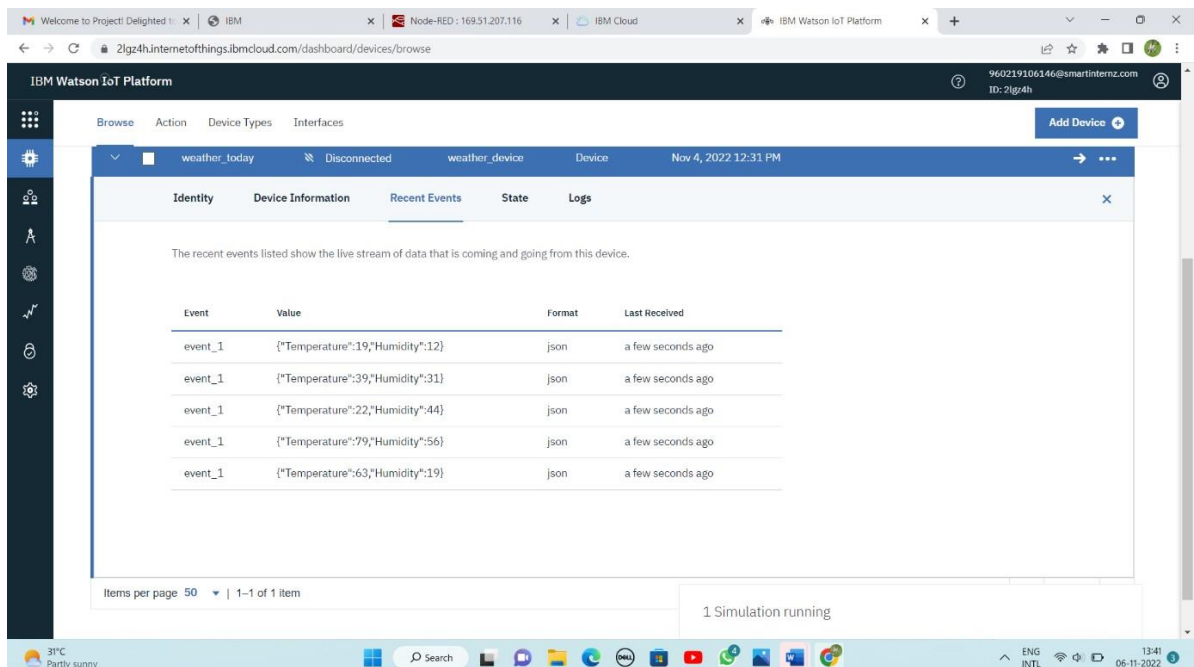 Welcome to Project! Delighted to
IBM
Node-RED : 169.51.207.116
IBM Cloud
IBM Watson IoT Platform
2lgz4h.internetofthings.ibmcloud.com/dashboard/devices/browse
IBM Watson IoT Platform
960219106146@smartinternz.com
ID: 2lgz4h
Browse Action Device Types Interfaces
Add Device
weather_today Disconnected weather_device Device Nov 4, 2022 12:31 PM
Identity Device Information Recent Events State Logs
The recent events listed show the live stream of data that is coming and going from this device.
Event Value Format Last Received
event_1 {"Temperature":19,"Humidity":12} json a few seconds ago
event_1 {"Temperature":39,"Humidity":31} json a few seconds ago
event_1 {"Temperature":22,"Humidity":44} json a few seconds ago
event_1 {"Temperature":79,"Humidity":56} json a few seconds ago
event_1 {"Temperature":63,"Humidity":19} json a few seconds ago
Items per page 50 | 1–1 of 1 item
1 Simulation running
31°C
Partly sunny
Search
DELL
ENG
INTL
13:41
06-11-2022
3